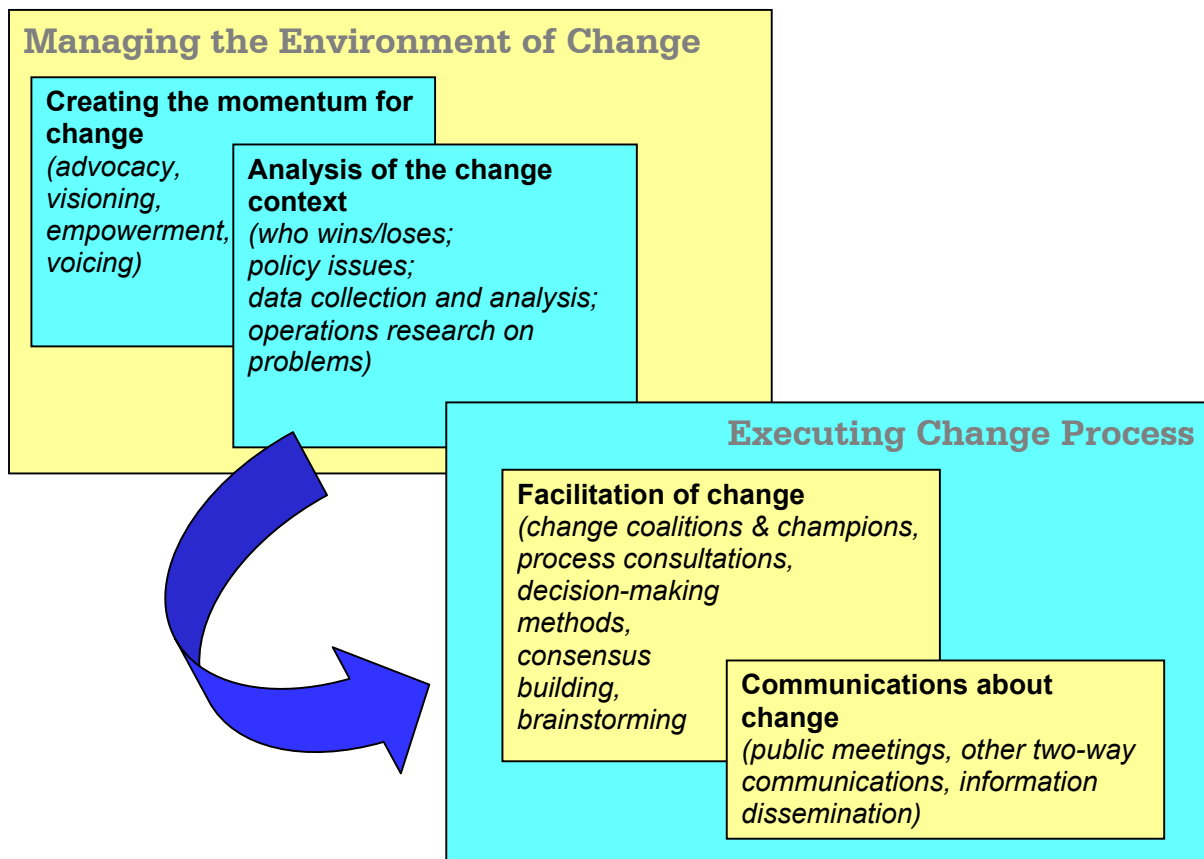 Managing the Environment of Change
Creating the momentum for
change
(advocacy,
visioning,
empowerment,
voicing)
Analysis of the change
context
(who wins/loses;
policy issues;
data collection and analysis;
operations research on
problems)
Executing Change Process
Facilitation of change
(change coalitions & champions,
process consultations,
decision-making
methods,
consensus
building,
brainstorming
Communications about
change
(public meetings, other two-way
communications, information
dissemination)